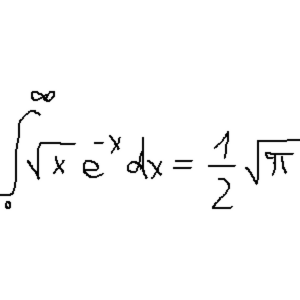 ∫₀^∞ √x e^{-x} dx = 1/2 √π